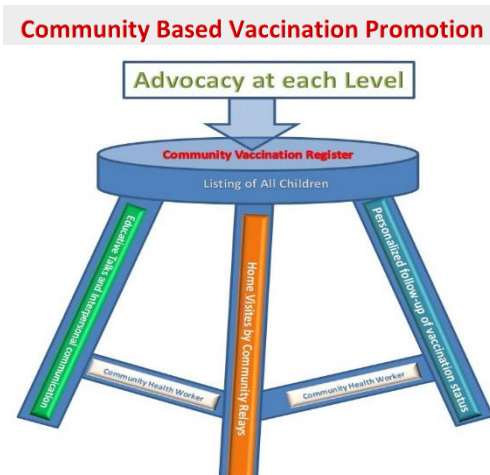 Community Based Vaccination Promotion
Advocacy at each Level
Community Vaccination Register
Listing of All Children
Educative Talks and interpersonal communication
Home Visites by Community Relays
Personalized follow-up of vaccination status
Community Health Worker
Community Health Worker